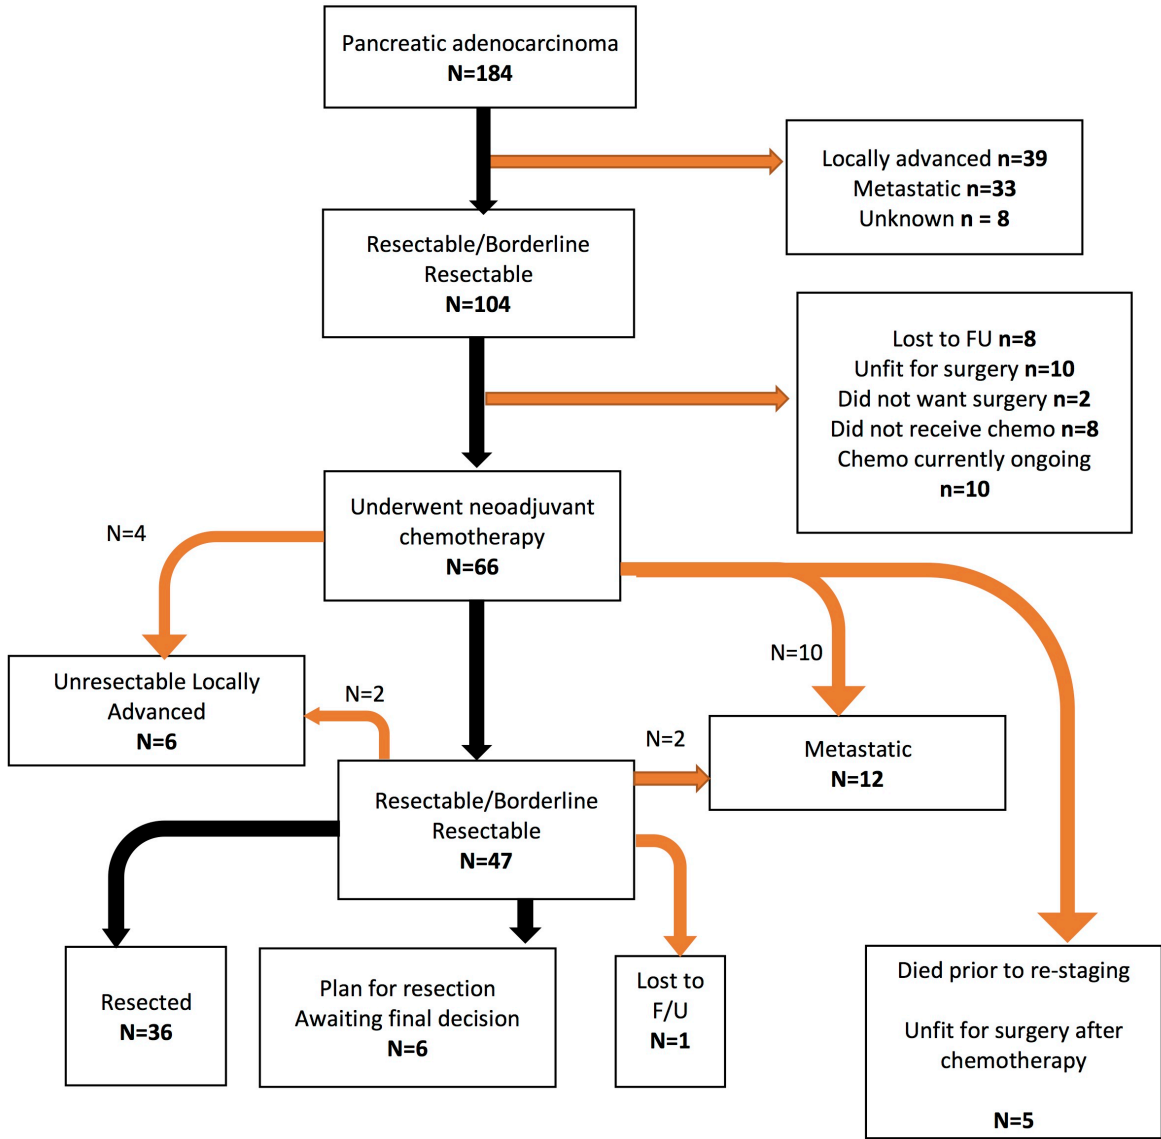 Pancreatic adenocarcinoma
N=184
Locally advanced n=39
Metastatic n=33
Unknown n = 8
Resectable/Borderline
Resectable
N=104
Lost to FU n=8
Unfit for surgery n=10
Did not want surgery n=2
Did not receive chemo n=8
Chemo currently ongoing
n=10
Underwent neoadjuvant
chemotherapy
N=66
N=4
N=10
Unresectable Locally
Advanced
N=6
N=2
N=2
Metastatic
N=12
Resectable/Borderline
Resectable
N=47
Resected
N=36
Plan for resection
Awaiting final decision
N=6
Lost to
F/U
N=1
Died prior to re-staging
Unfit for surgery after
chemotherapy
N=5